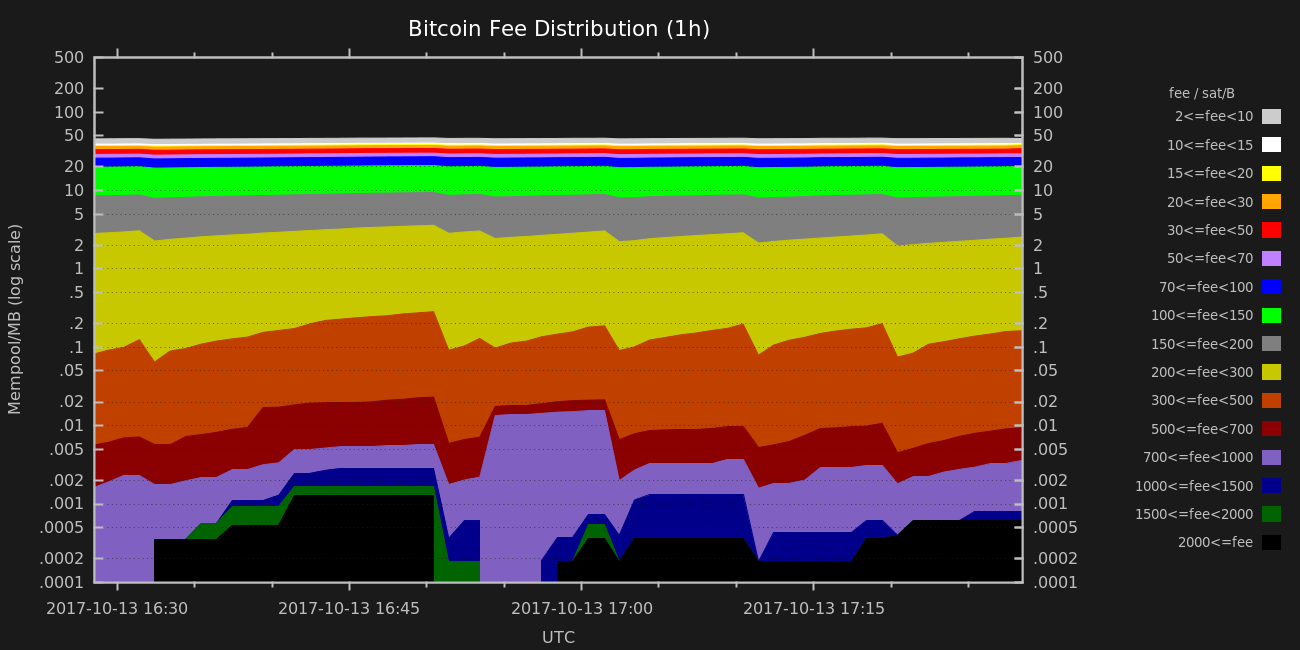 Bitcoin Fee Distribution (1h)
500
200
100
50
20
10
5
2
1
.5
.2
.1
.05
.02
.01
.005
.002
.001
.0005
.0002
.0001
Mempool/MB (log scale)
500
200
100
50
20
10
5
2
1
.5
.2
.1
.05
.02
.01
.005
.002
.001
.0005
.0002
.0001
2017-10-13 16:30 2017-10-13 16:45 2017-10-13 17:00 2017-10-13 17:15
UTC
fee / sat/B
2<=fee<10
10<=fee<15
15<=fee<20
20<=fee<30
30<=fee<50
50<=fee<70
70<=fee<100
100<=fee<150
150<=fee<200
200<=fee<300
300<=fee<500
500<=fee<700
700<=fee<1000
1000<=fee<1500
1500<=fee<2000
2000<=fee